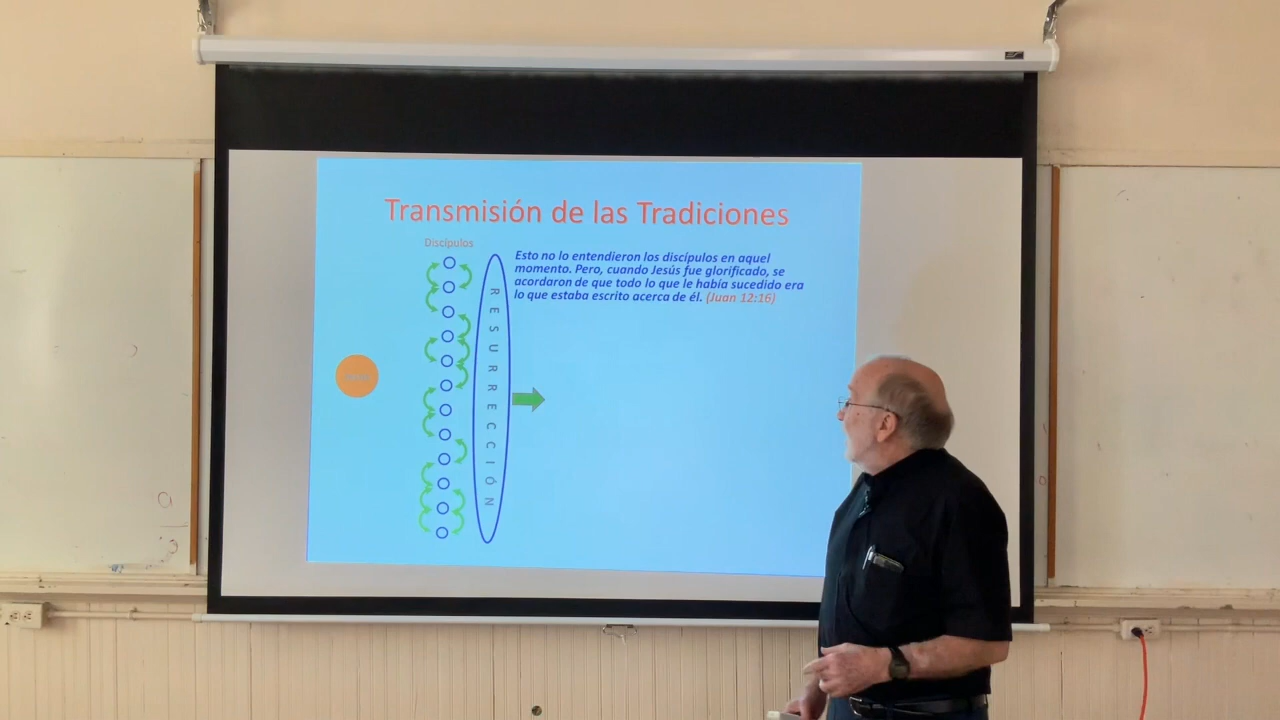 Transmisión de las Tradiciones
Discípulos
Esto no lo entendieron los discípulos en aquel
momento. Pero, cuando Jesús fue glorificado, se
acordaron de que todo lo que le había sucedido era
lo que estaba escrito acerca de él. (Juan 12:16)
RESURRECCIÓN